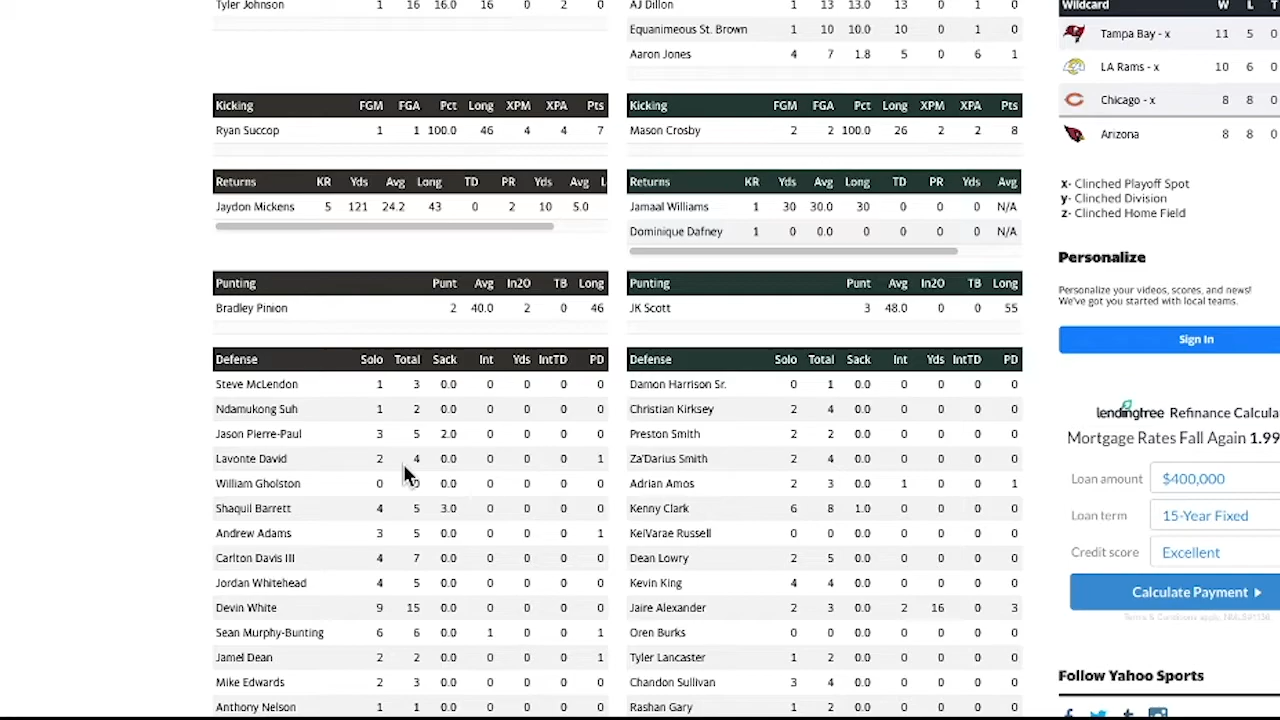 Tyler Johnson 1 16 16.0 16 0 2 0
AJ Dillon 1 13 13.0 13 0 1 0
Equanimeous St. Brown 1 10 10.0 10 0 1 0
Aaron Jones 4 7 1.8 5 0 6 1
Kicking FGM FGA Pct Long XPM XPA Pts
Ryan Succop 1 1 100.0 46 4 4 7
Kicking FGM FGA Pct Long XPM XPA Pts
Mason Crosby 2 2 100.0 26 2 2 8
Returns KR Yds Avg Long TD PR Yds Avg L
Jaydon Mickens 5 121 24.2 43 0 2 10 5.0
Returns KR Yds Avg Long TD PR Yds Avg
Jamaal Williams 1 30 30.0 30 0 0 0 N/A
Dominique Dafney 1 0 0.0 0 0 0 0 N/A
Punting Punt Avg In20 TB Long
Bradley Pinion 2 40.0 2 0 46
Punting Punt Avg In20 TB Long
JK Scott 3 48.0 0 0 55
Defense Solo Total Sack Int Yds IntTD PD
Steve McLendon 1 3 0.0 0 0 0 0
Ndamukong Suh 1 2 0.0 0 0 0 0
Jason Pierre-Paul 3 5 2.0 0 0 0 0
Lavonte David 2 4 0.0 0 0 0 1
William Gholston 0 0.0 0 0 0 0
Shaquil Barrett 4 5 3.0 0 0 0 0
Andrew Adams 3 5 0.0 0 0 0 1
Carlton Davis III 4 7 0.0 0 0 0 0
Jordan Whitehead 4 5 0.0 0 0 0 0
Devin White 9 15 0.0 0 0 0 0
Sean Murphy-Bunting 6 6 0.0 1 0 0 1
Jamel Dean 2 2 0.0 0 0 0 1
Mike Edwards 2 3 0.0 0 0 0 0
Anthony Nelson 1 1 0.0 0 0 0 0
Defense Solo Total Sack Int Yds IntTD PD
Damon Harrison Sr. 0 1 0.0 0 0 0 0
Christian Kirksey 2 4 0.0 0 0 0 0
Preston Smith 2 2 0.0 0 0 0 0
Za'Darius Smith 2 4 0.0 0 0 0 0
Adrian Amos 2 3 0.0 1 0 0 1
Kenny Clark 6 8 1.0 0 0 0 0
KeiVarae Russell 0 0 0.0 0 0 0 0
Dean Lowry 2 5 0.0 0 0 0 0
Kevin King 4 4 0.0 0 0 0 0
Jaire Alexander 2 3 0.0 2 16 0 3
Oren Burks 0 0 0.0 0 0 0 0
Tyler Lancaster 1 2 0.0 0 0 0 0
Chandon Sullivan 3 4 0.0 0 0 0 0
Rashan Gary 1 2 0.0 0 0 0 0
Wildcard W L T
Tampa Bay - x 11 5 0
LA Rams - x 10 6 0
Chicago - x 8 8 0
Arizona 8 8 0
x- Clinched Playoff Spot
y- Clinched Division
z- Clinched Home Field
Personalize
Personalize your videos, scores, and news!
We've got you started with local teams.
Sign In
lendingtree Refinance Calcula
Mortgage Rates Fall Again 1.99
Loan amount $400,000
Loan term 15-Year Fixed
Credit score Excellent
Calculate Payment
Terms & Conditions apply.
Follow Yahoo Sports